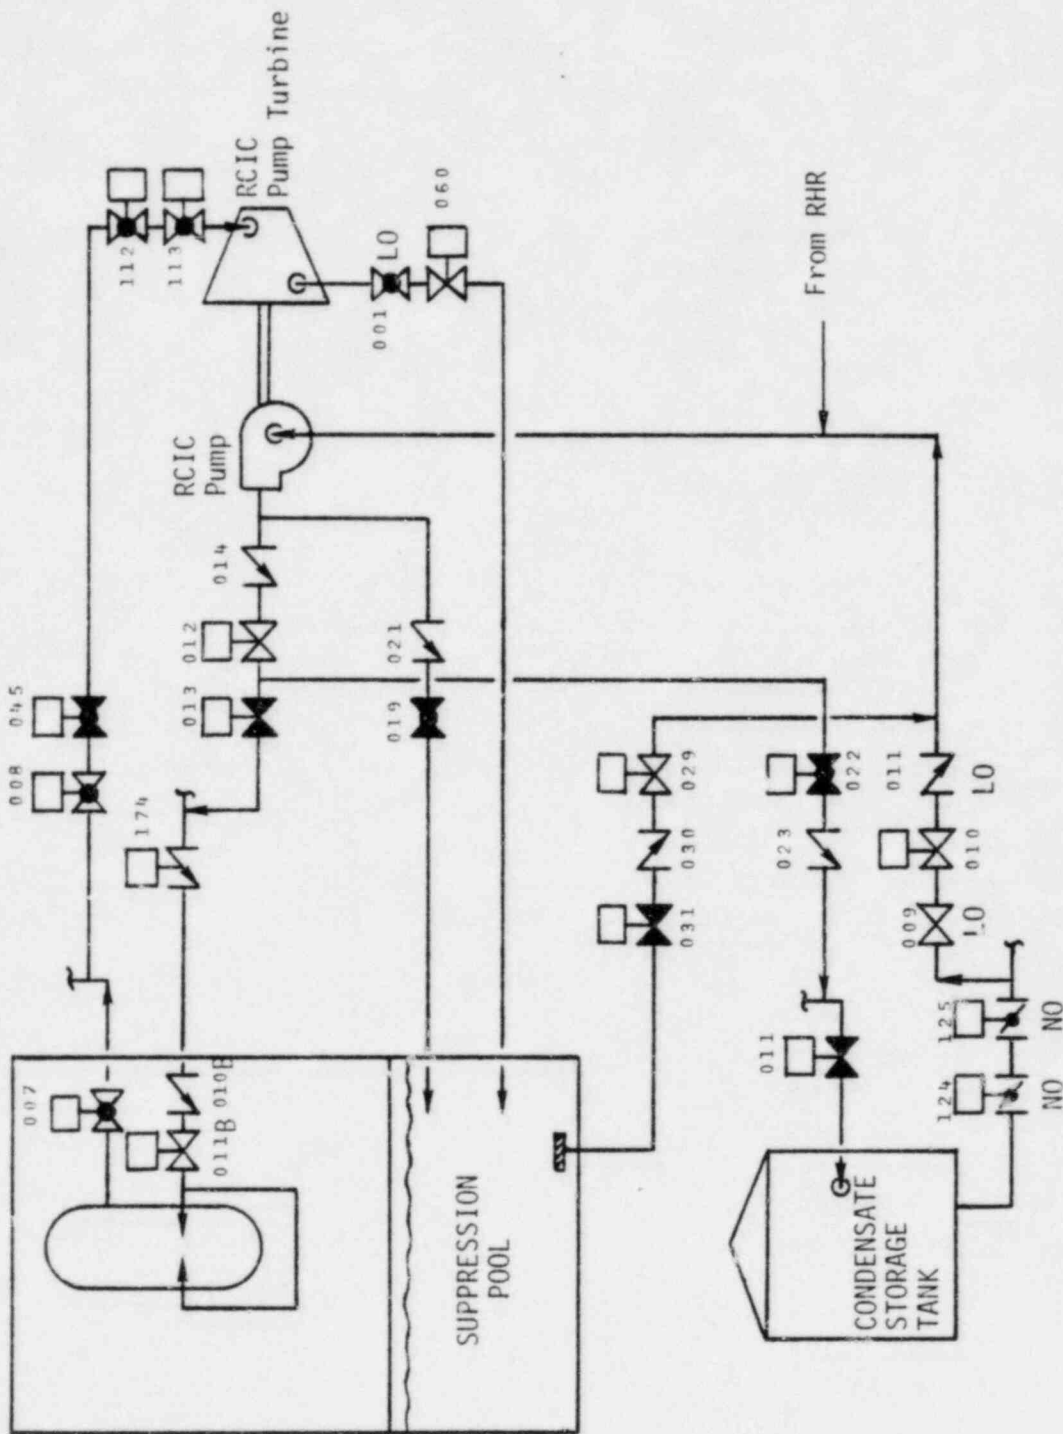 RCIC
Pump Turbine
112
113
LO
001
060
RCIC
Pump
From RHR
014
012
013
021
019
045
008
174
007
011B
010B
029
030
031
022
023
011
011
LO
010
009
LO
125
NO
124
NO
SUPPRESSION
POOL
CONDENSATE
STORAGE
TANK